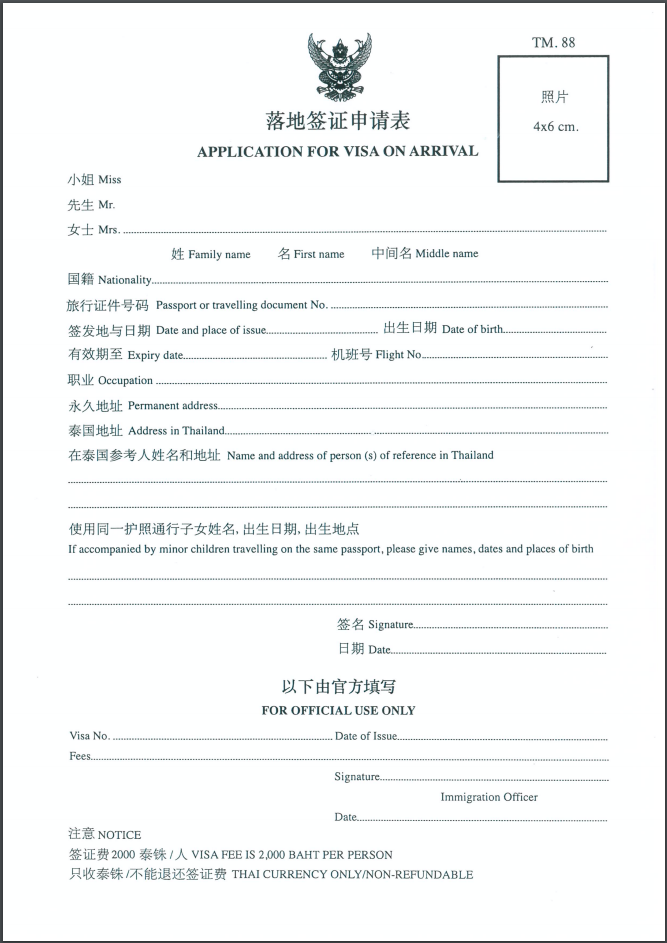 TM. 88
照片
4x6 cm.
落地签证申请表
APPLICATION FOR VISA ON ARRIVAL
小姐 Miss
先生 Mr.
女士 Mrs.
姓 Family name 名 First name 中间名 Middle name
国籍 Nationality
旅行证件号码 Passport or travelling document No.
签发地与日期 Date and place of issue 出生日期 Date of birth
有效期至 Expiry date 机班号 Flight No.
职业 Occupation
永久地址 Permanent address
泰国地址 Address in Thailand
在泰国参考人姓名和地址 Name and address of person (s) of reference in Thailand
使用同一护照通行子女姓名, 出生日期, 出生地点
If accompanied by minor children travelling on the same passport, please give names, dates and places of birth
签名 Signature
日期 Date
以下由官方填写
FOR OFFICIAL USE ONLY
Visa No. Date of Issue
Fees
Signature
Immigration Officer
Date
注意 NOTICE
签证费2000 泰铢 /人 VISA FEE IS 2,000 BAHT PER PERSON
只收泰铢 /不能退还签证费 THAI CURRENCY ONLY/NON-REFUNDABLE